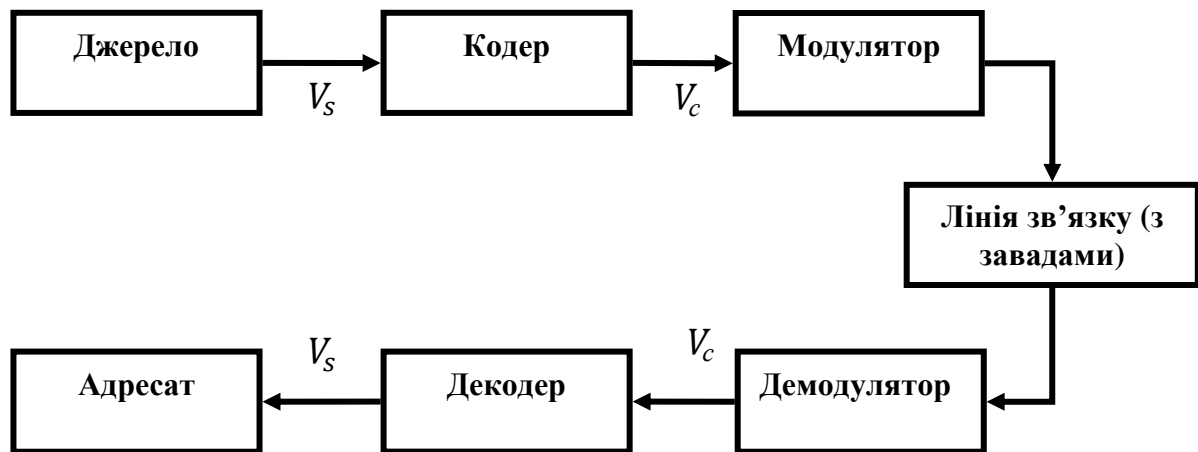 Джерело
Кодер
Модулятор
V_s
V_c
Лінія зв’язку (з
завадами)
V_s
V_c
Адресат
Декодер
Демодулятор